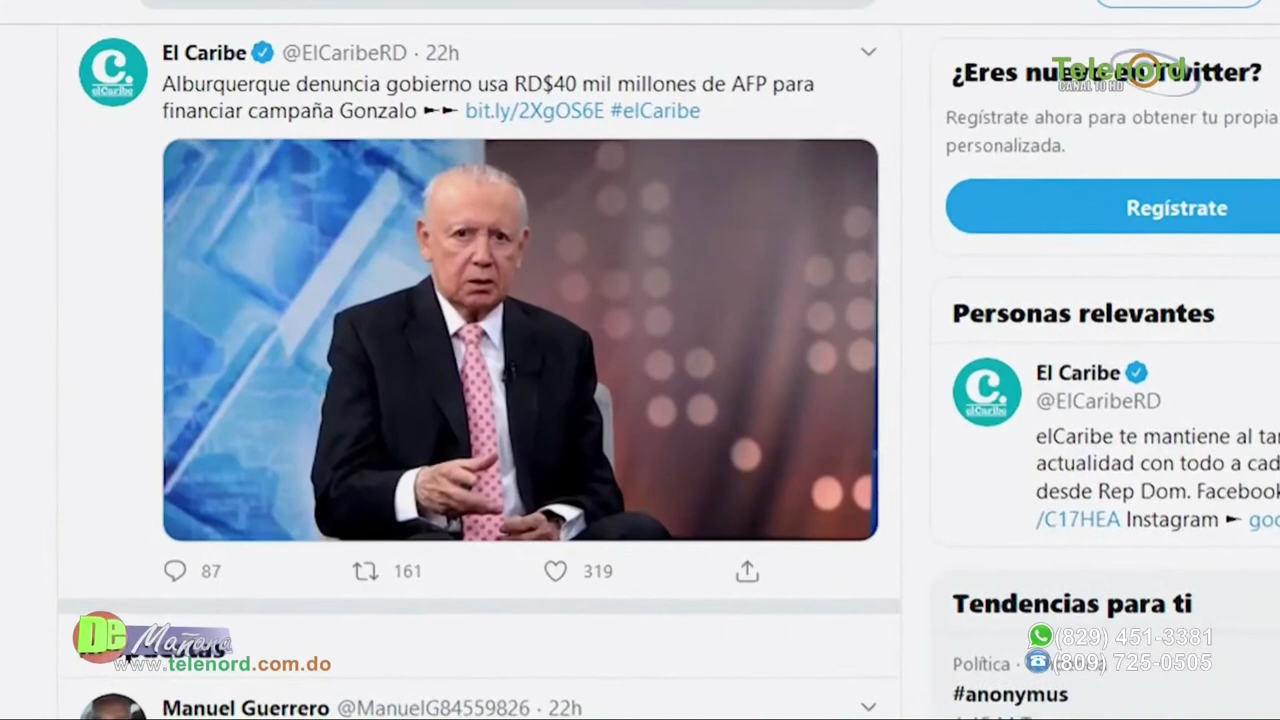 El Caribe @ElCaribeRD · 22h
Alburquerque denuncia Gobierno usa RD$40 mil millones de AFP para
financiar campaña Gonzalo ►► bit.ly/2XgOS6E #elCaribe
C.
elCaribe
87 161 319
De Mañana
www.telenord.com.do
Manuel Guerrero @ManuelG84559826 · 22h
¿Eres nuevo en Twitter?
Telenord
CANAL 10 HD
Regístrate ahora para obtener tu propia
personalizada.
Regístrate
Personas relevantes
C.
elCaribe
El Caribe
@ElCaribeRD
elCaribe te mantiene al tan
actualidad con todo a cad
desde Rep Dom. Facebook
/C17HEA Instagram ► goo
Tendencias para ti
(829) 451-3381
Política ·
(809) 725-0505
#anonymus